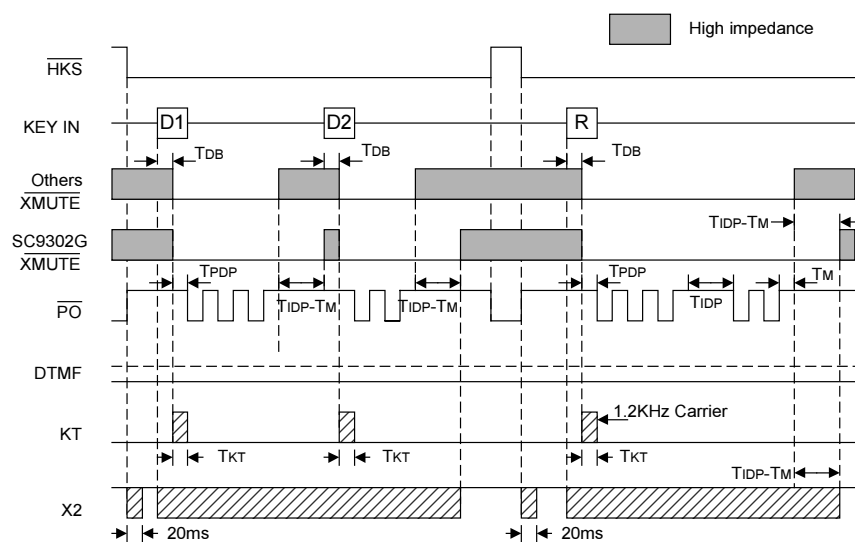 High impedance
HKS
KEY IN D1 D2 R
TDB TDB TDB
Others
XMUTE
TIDP-TM
SC9302G
XMUTE
TPDP TPDP TM
TIDP-TM TIDP-TM TIDP
PO
DTMF
1.2KHz Carrier
KT
TKT TKT TKT
TIDP-TM
X2
20ms 20ms